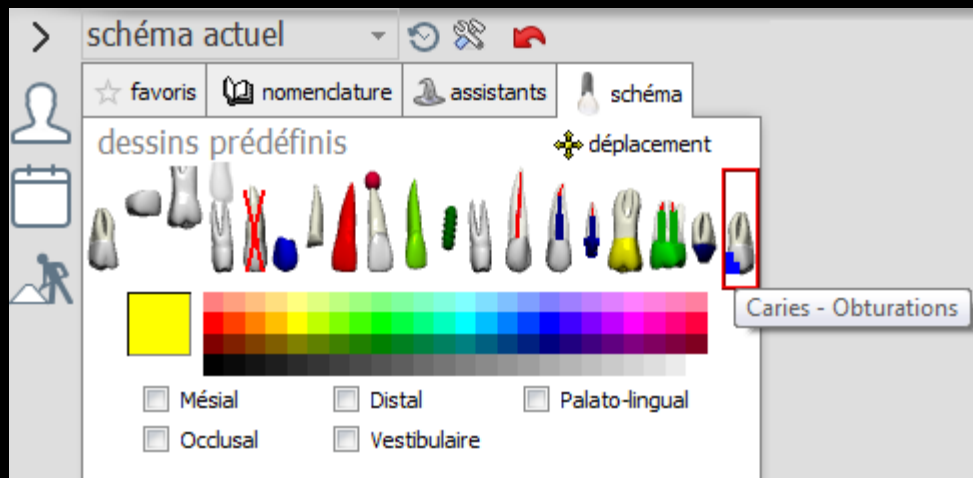 schéma actuel
favoris nomenclature assistants schéma
dessins prédéfinis déplacement
Caries - Obturations
Mésial Distal Palato-lingual
Occlusal Vestibulaire